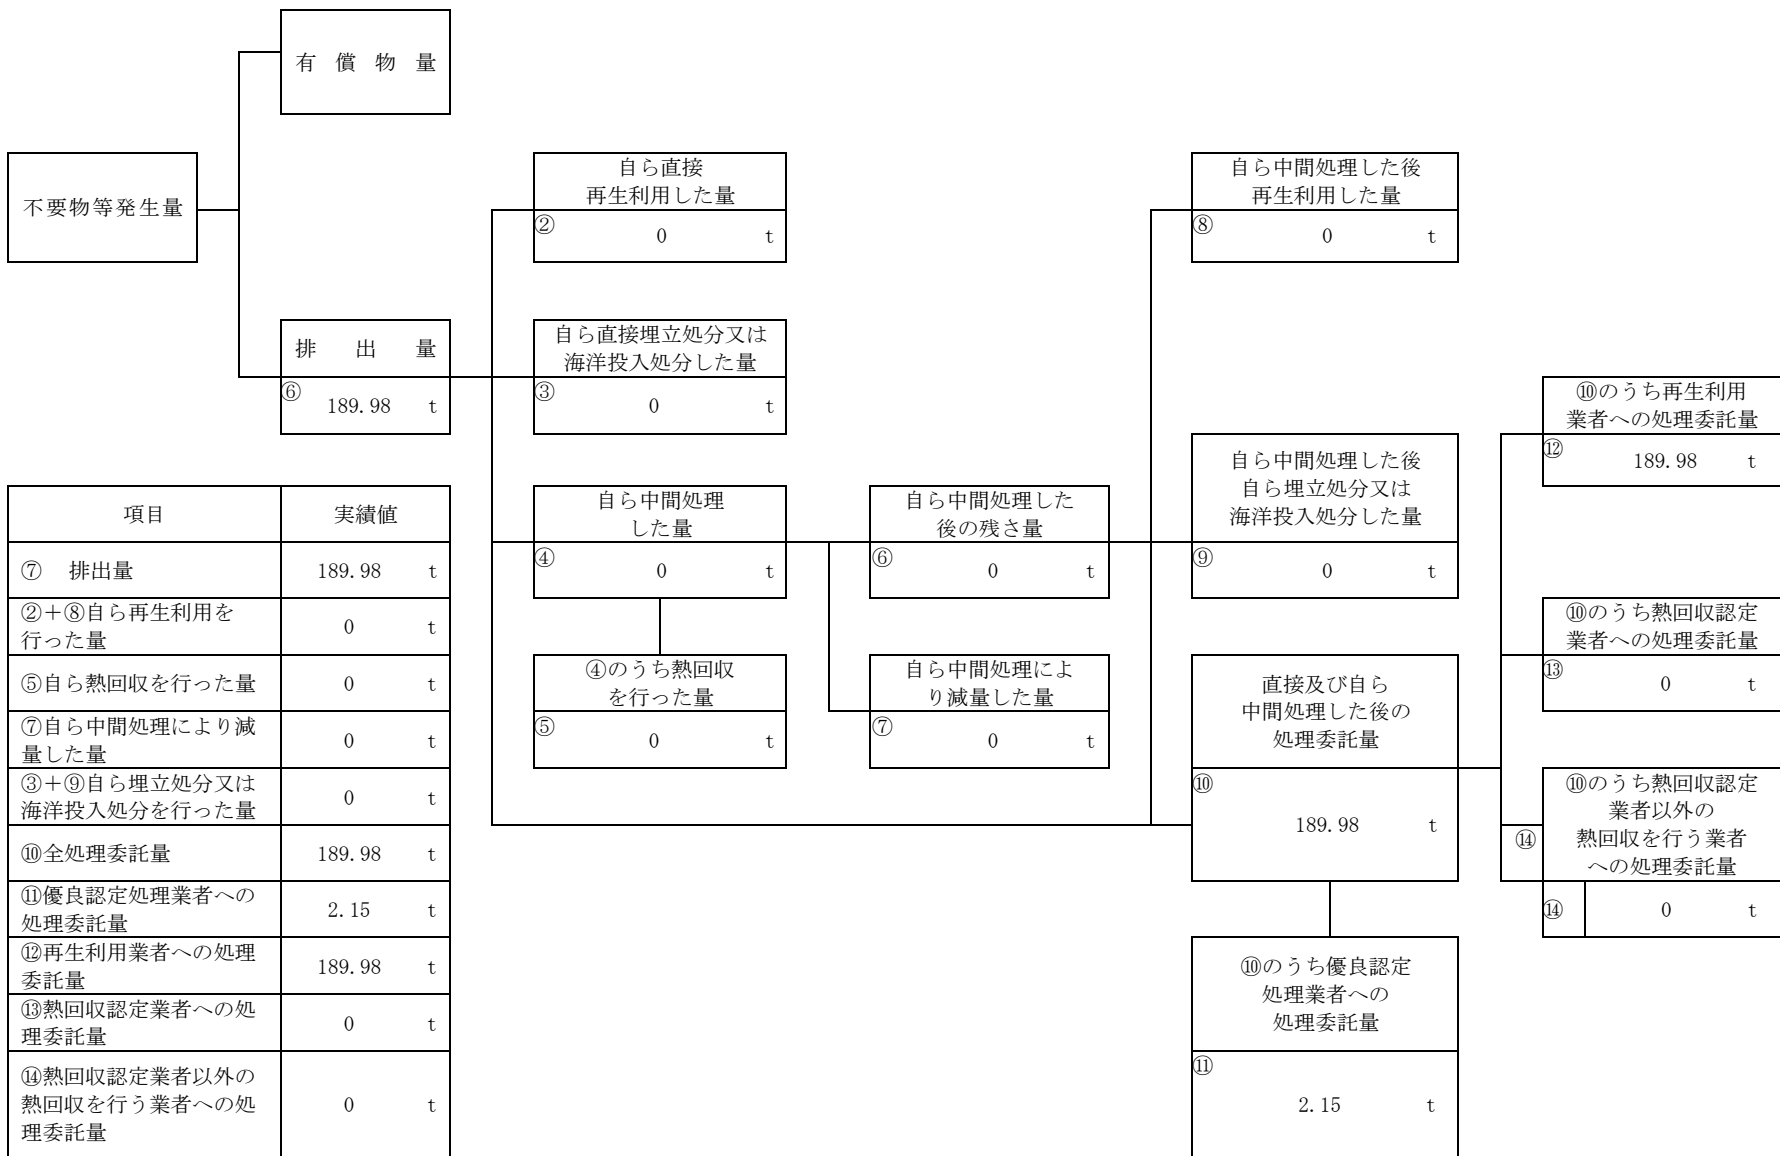 有償物量
不要物等発生量
自ら直接
再生利用した量
② 0 t
自ら中間処理した後
再生利用した量
⑧ 0 t
排出量
⑥ 189.98 t
自ら直接埋立処分又は
海洋投入処分した量
③ 0 t
⑩のうち再生利用
業者への処理委託量
⑫ 189.98 t
自ら中間処理
した量
④ 0 t
自ら中間処理した
後の残さ量
⑥ 0 t
自ら中間処理した後
自ら埋立処分又は
海洋投入処分した量
⑨ 0 t
⑩のうち熱回収認定
業者への処理委託量
⑬ 0 t
④のうち熱回収
を行った量
⑤ 0 t
自ら中間処理によ
り減量した量
⑦ 0 t
直接及び自ら
中間処理した後の
処理委託量
⑩
189.98 t
⑩のうち熱回収認定
業者以外の
熱回収を行う業者
への処理委託量
⑭
⑭ 0 t
⑩のうち優良認定
処理業者への
処理委託量
⑪
2.15 t
項目 実績値
⑦ 排出量 189.98 t
②＋⑧自ら再生利用を
行った量 0 t
⑤自ら熱回収を行った量 0 t
⑦自ら中間処理により減
量した量 0 t
③＋⑨自ら埋立処分又は
海洋投入処分を行った量 0 t
⑩全処理委託量 189.98 t
⑪優良認定処理業者への
処理委託量 2.15 t
⑫再生利用業者への処理
委託量 189.98 t
⑬熱回収認定業者への処
理委託量 0 t
⑭熱回収認定業者以外の
熱回収を行う業者への処
理委託量 0 t